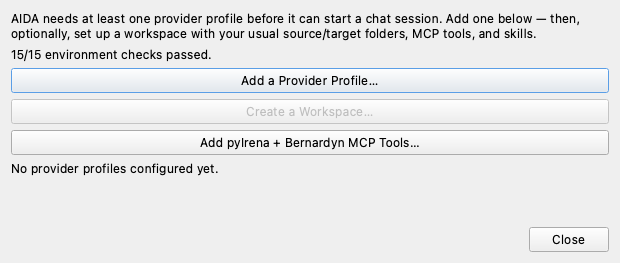 AIDA needs at least one provider profile before it can start a chat session. Add one below — then,
optionally, set up a workspace with your usual source/target folders, MCP tools, and skills.
15/15 environment checks passed.
Add a Provider Profile...
Create a Workspace...
Add pyIrena + Bernardyn MCP Tools...
No provider profiles configured yet.
Close